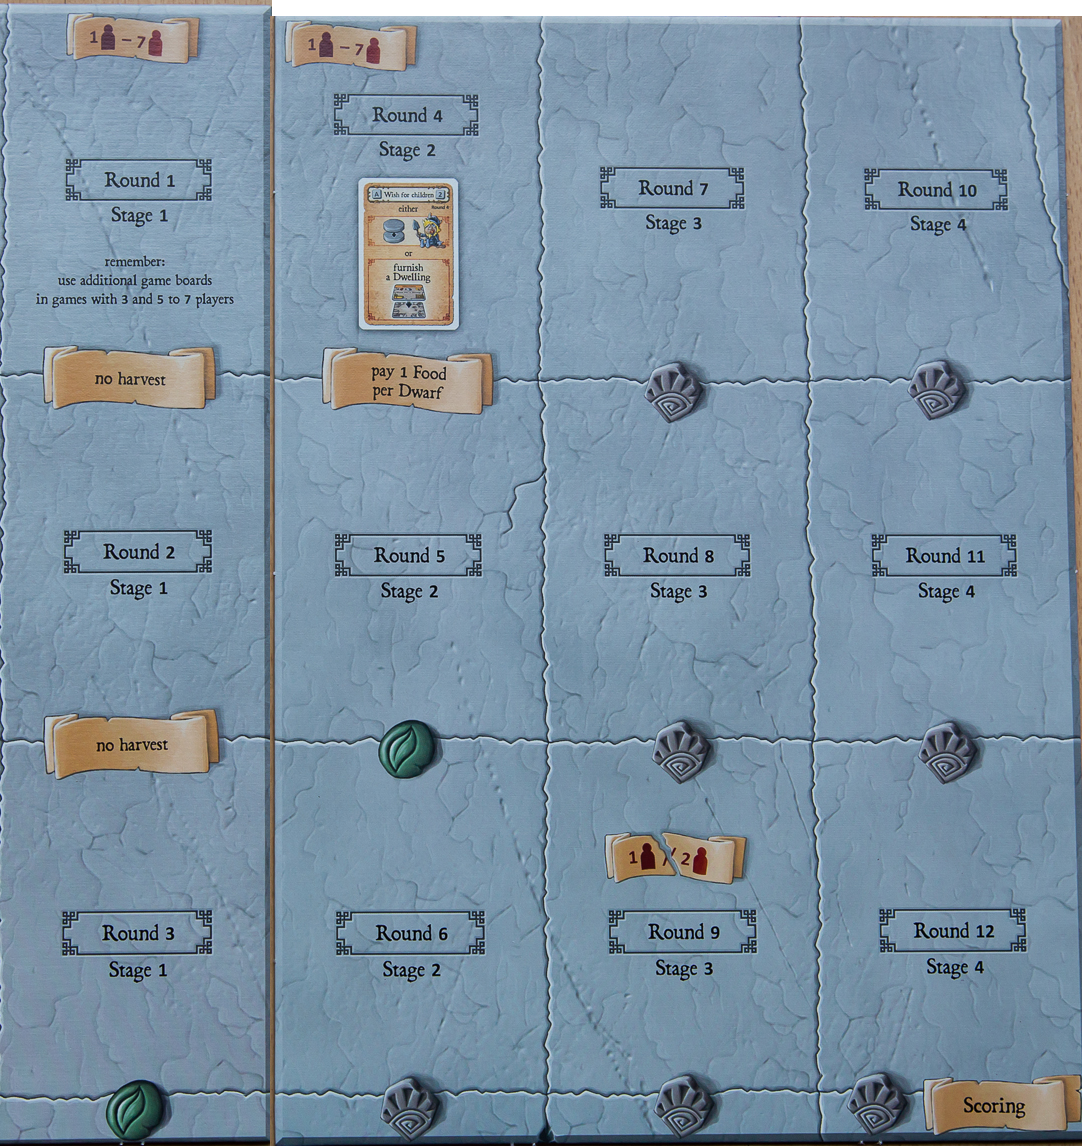 1 – 7
Round 1
Stage 1
remember:
use additional game boards
in games with 3 and 5 to 7 players
no harvest
Round 2
Stage 1
no harvest
Round 3
Stage 1
1 – 7
Round 4
Stage 2
A Wish for children 2
Round 4
either
or
furnish
a Dwelling
pay 1 Food
per Dwarf
Round 5
Stage 2
Round 6
Stage 2
Round 7
Stage 3
Round 8
Stage 3
1 / 2
Round 9
Stage 3
Round 10
Stage 4
Round 11
Stage 4
Round 12
Stage 4
Scoring